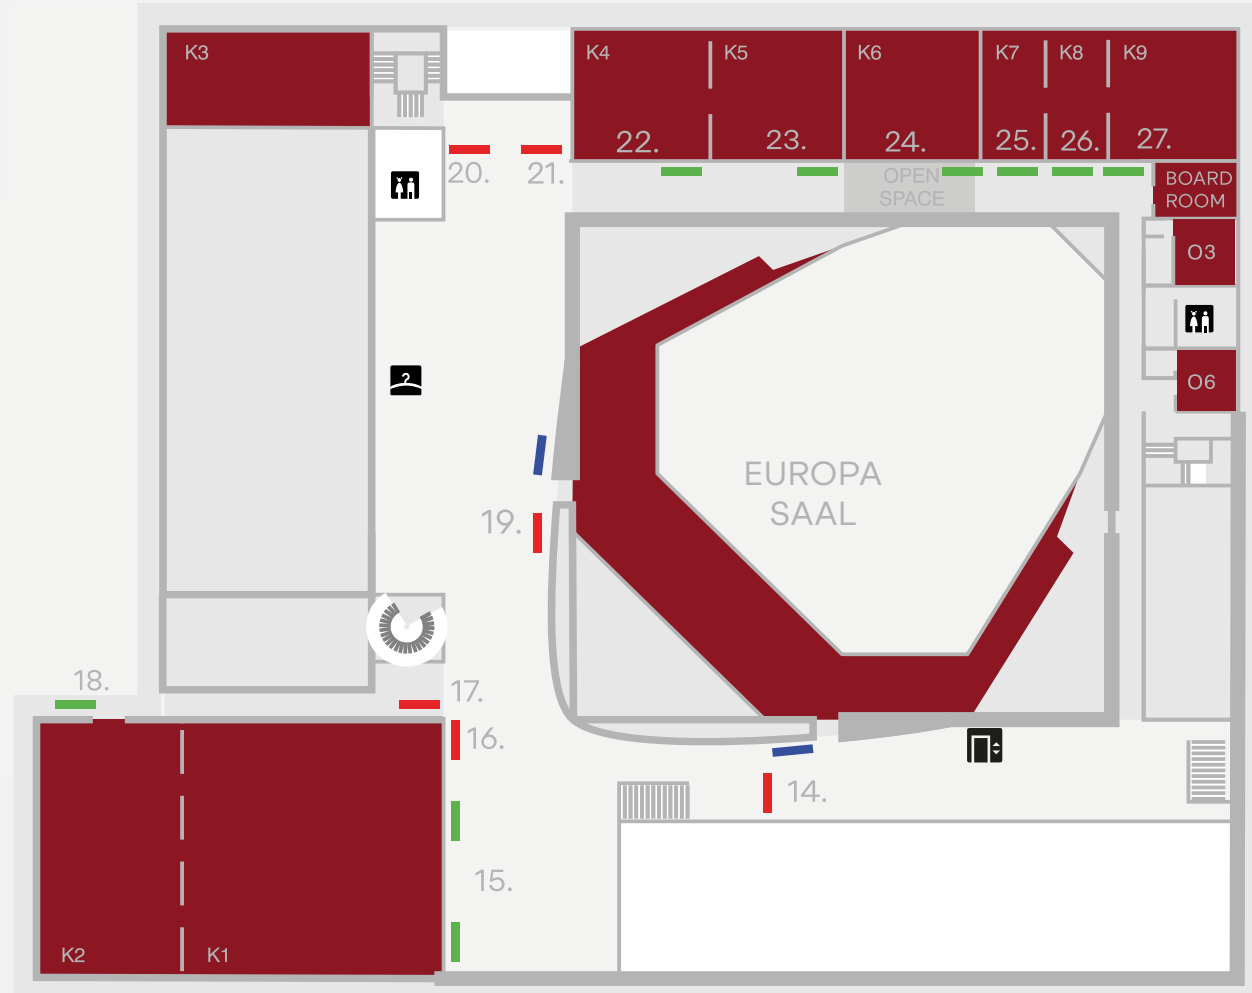 K3
K4
K5
K6
K7
K8
K9
22.
23.
24.
25.
26.
27.
20.
21.
OPEN
SPACE
BOARD
ROOM
O3
?
O6
EUROPA
SAAL
19.
18.
17.
16.
14.
15.
K2
K1